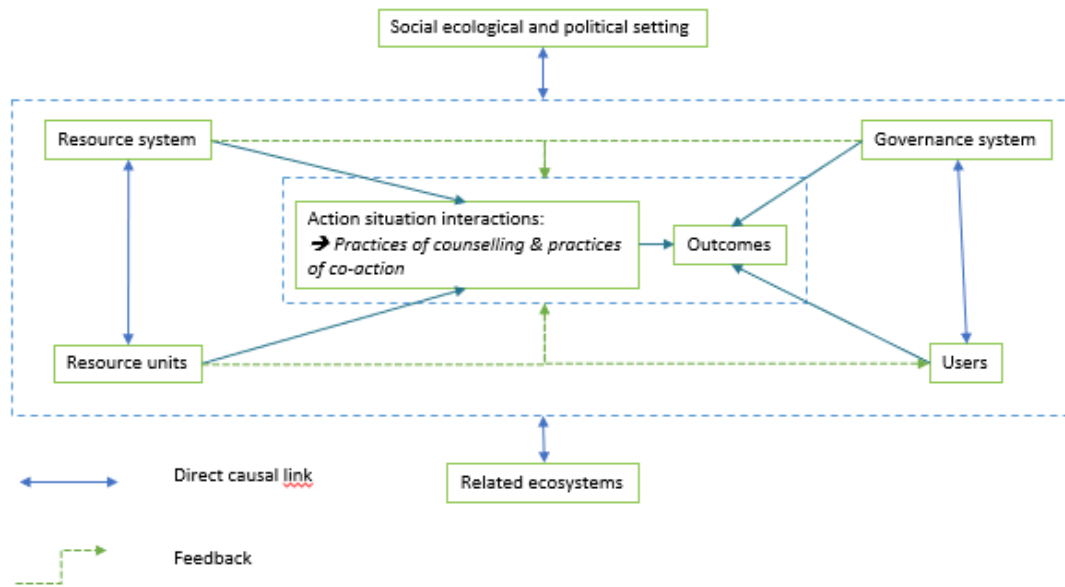 Social ecological and political setting
Resource system
Governance system
Action situation interactions:
➔ Practices of counselling & practices
of co-action
Outcomes
Resource units
Users
Direct causal link
Related ecosystems
Feedback